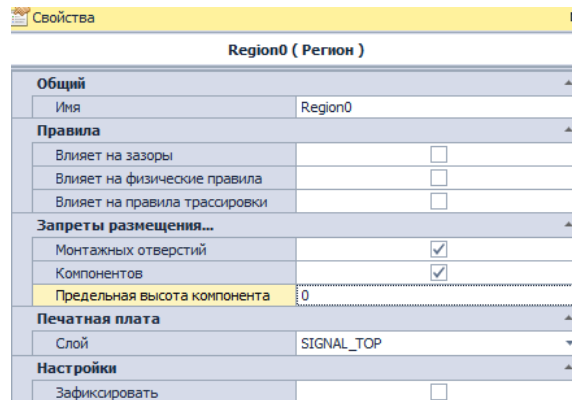 Свойства
Region0 ( Регион )
Общий
Имя Region0
Правила
Влияет на зазоры
Влияет на физические правила
Влияет на правила трассировки
Запреты размещения...
Монтажных отверстий
Компонентов
Предельная высота компонента 0
Печатная плата
Слой SIGNAL_TOP
Настройки
Зафиксировать